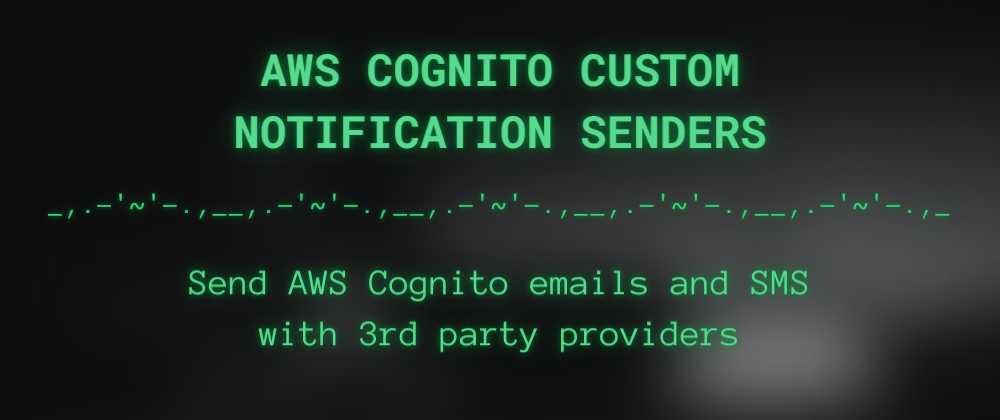 AWS COGNITO CUSTOM
NOTIFICATION SENDERS
_,.-'~'-.,__,.-'~'-.,__,.-'~'-.,__,.-'~'-.,__,.-'~'-.,_
Send AWS Cognito emails and SMS
with 3rd party providers